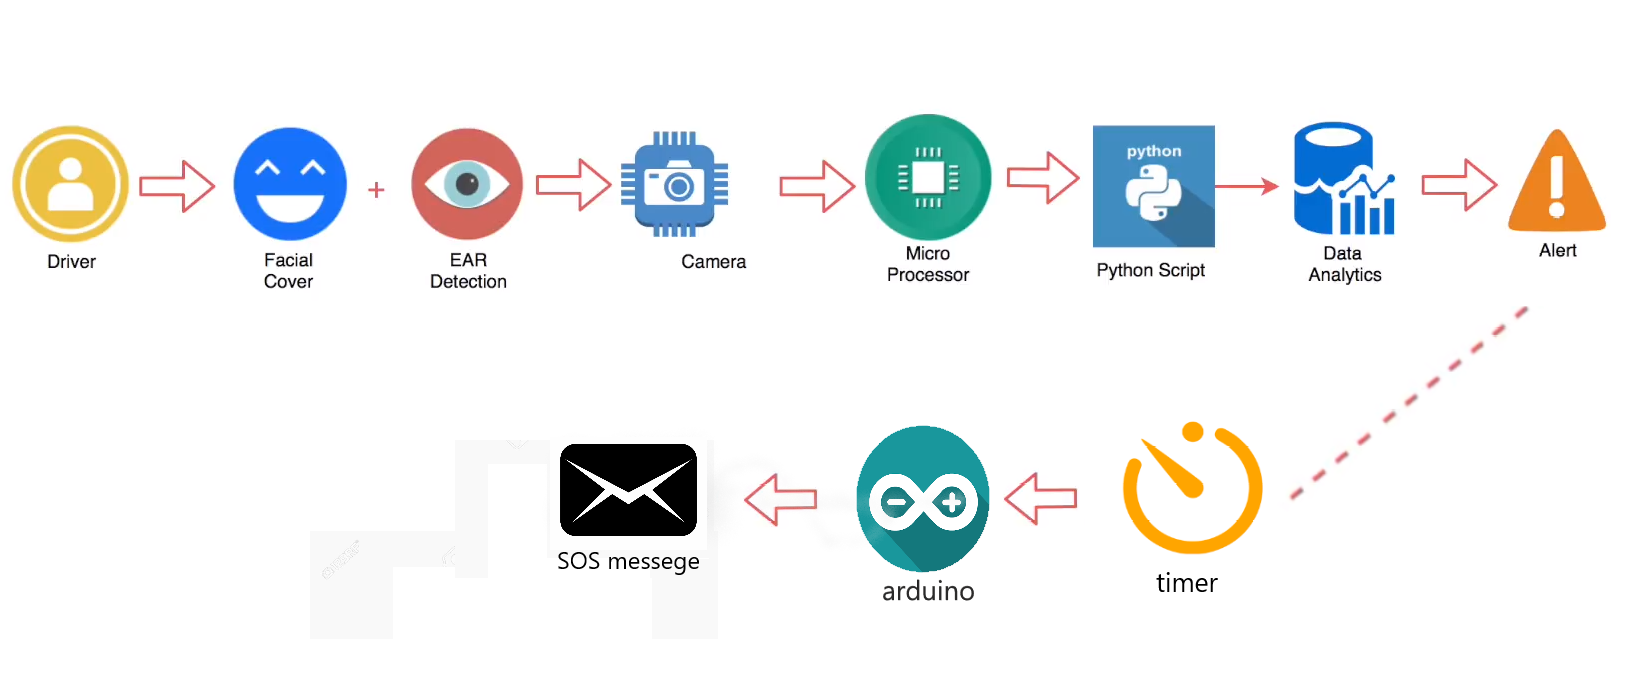 Driver
Facial
Cover
+
EAR
Detection
Camera
Micro
Processor
python
Python Script
Data
Analytics
Alert
SOS messege
arduino
timer